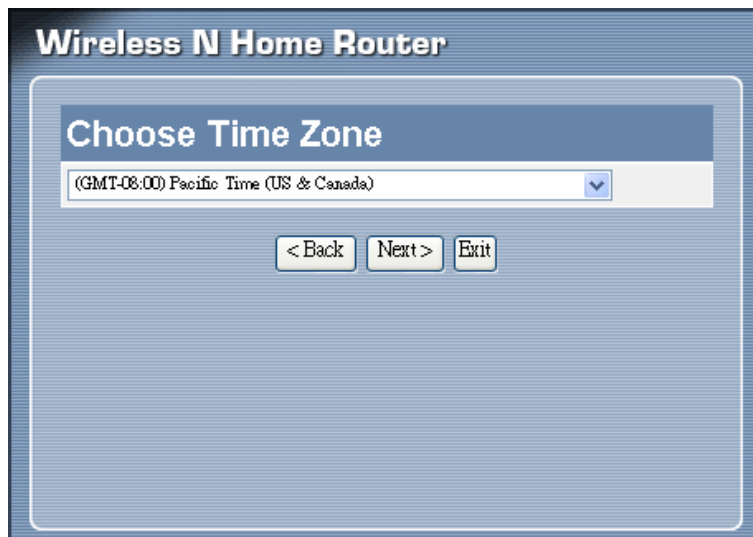 Wireless N Home Router
Choose Time Zone
(GMT-08:00) Pacific Time (US & Canada)
< Back Next > Exit